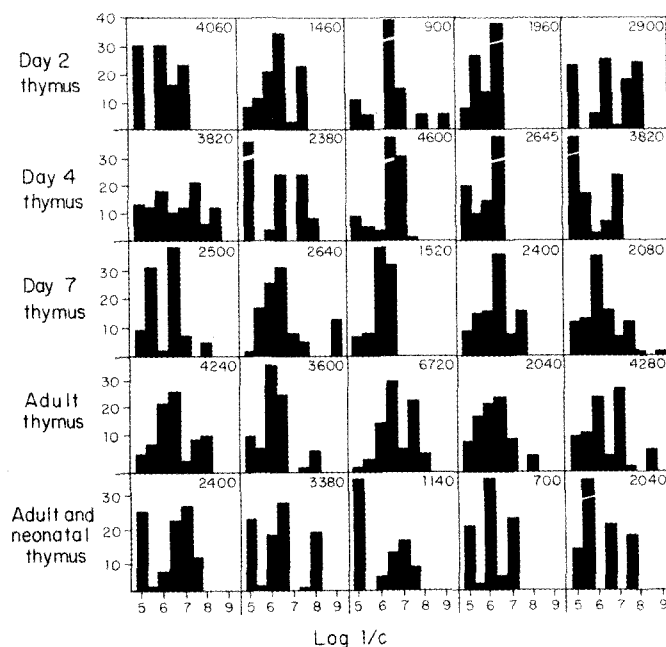 40 4060 1460 900 1960 2900
Day 2
thymus
30
20
10
3820 2380 4600 2645 3820
Day 4
thymus
30
20
10
2500 2640 1520 2400 2080
Day 7
thymus
30
20
10
4240 3600 6720 2040 4280
Adult
thymus
30
20
10
2400 3380 1140 700 2040
Adult and
neonatal
thymus
30
20
10
5 6 7 8 9 5 6 7 8 9 5 6 7 8 9 5 6 7 8 9 5 6 7 8 9
Log 1/c